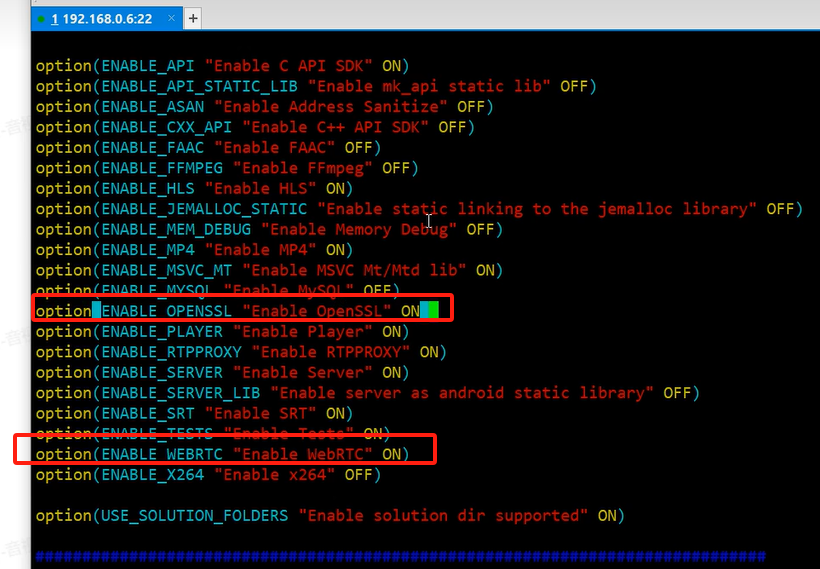 1 192.168.0.6:22 × +
option(ENABLE_API "Enable C API SDK" ON)
option(ENABLE_API_STATIC_LIB "Enable mk_api static lib" OFF)
option(ENABLE_ASAN "Enable Address Sanitize" OFF)
option(ENABLE_CXX_API "Enable C++ API SDK" OFF)
option(ENABLE_FAAC "Enable FAAC" OFF)
option(ENABLE_FFMPEG "Enable FFmpeg" OFF)
option(ENABLE_HLS "Enable HLS" ON)
option(ENABLE_JEMALLOC_STATIC "Enable static linking to the jemalloc library" OFF)
option(ENABLE_MEM_DEBUG "Enable Memory Debug" OFF)
option(ENABLE_MP4 "Enable MP4" ON)
option(ENABLE_MSVC_MT "Enable MSVC Mt/Mtd lib" ON)
option(ENABLE_MYSQL "Enable MySQL" OFF)
option(ENABLE_OPENSSL "Enable OpenSSL" ON)
option(ENABLE_PLAYER "Enable Player" ON)
option(ENABLE_RTPPROXY "Enable RTPPROXY" ON)
option(ENABLE_SERVER "Enable Server" ON)
option(ENABLE_SERVER_LIB "Enable server as android static library" OFF)
option(ENABLE_SRT "Enable SRT" ON)
option(ENABLE_TESTS "Enable Tests" ON)
option(ENABLE_WEBRTC "Enable WebRTC" ON)
option(ENABLE_X264 "Enable x264" OFF)
option(USE_SOLUTION_FOLDERS "Enable solution dir supported" ON)
##############################################################################